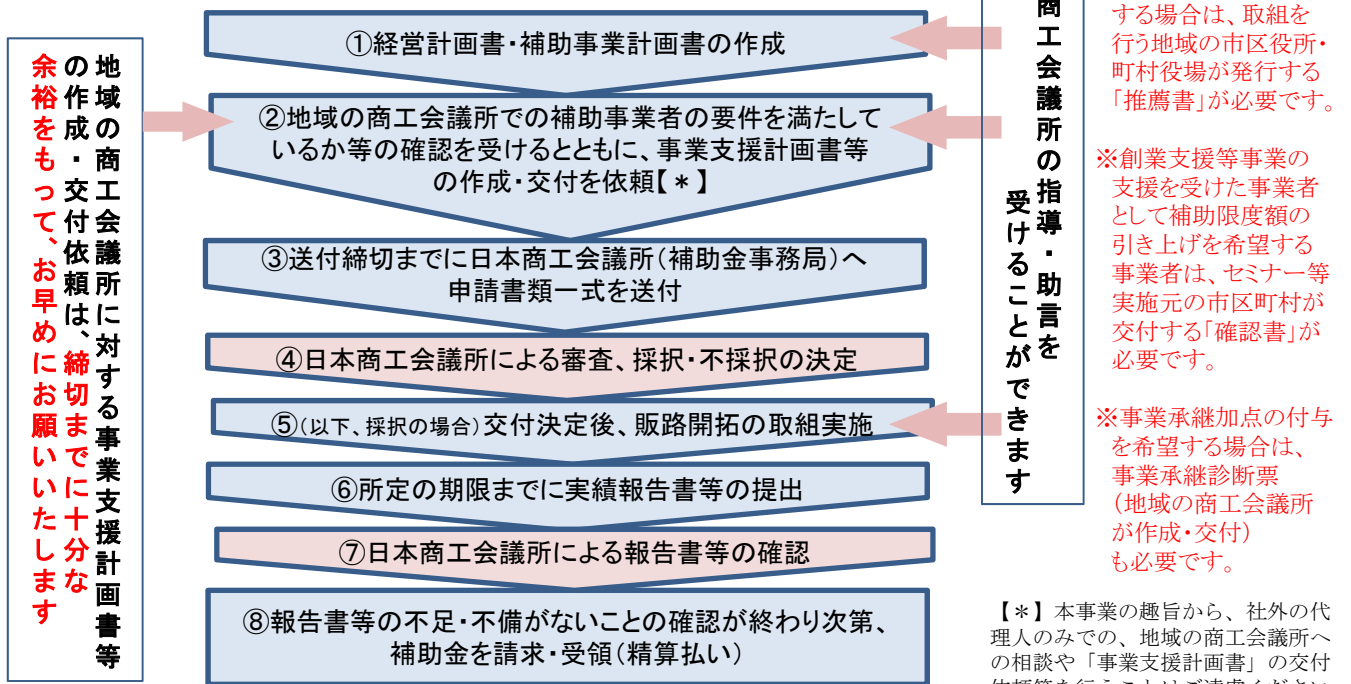 地域の商工会議所に対する事業支援計画書等
の作成・交付依頼は、締切までに十分な
余裕をもって、お早めにお願いいたします
①経営計画書・補助事業計画書の作成
②地域の商工会議所での補助事業者の要件を満たして
いるか等の確認を受けるとともに、事業支援計画書等
の作成・交付を依頼【＊】
③送付締切までに日本商工会議所（補助金事務局）へ
申請書類一式を送付
④日本商工会議所による審査、採択・不採択の決定
⑤（以下、採択の場合）交付決定後、販路開拓の取組実施
⑥所定の期限までに実績報告書等の提出
⑦日本商工会議所による報告書等の確認
⑧報告書等の不足・不備がないことの確認が終わり次第、
補助金を請求・受領（精算払い）
商工会議所の指導・助言を
受けることができます
する場合は、取組を
行う地域の市区役所・
町村役場が発行する
「推薦書」が必要です。
※創業支援等事業の
支援を受けた事業者
として補助限度額の
引き上げを希望する
事業者は、セミナー等
実施元の市区町村が
交付する「確認書」が
必要です。
※事業承継加点の付与
を希望する場合は、
事業承継診断票
（地域の商工会議所
が作成・交付）
も必要です。
【＊】本事業の趣旨から、社外の代
理人のみでの、地域の商工会議所へ
の相談や「事業支援計画書」の交付
依頼等を行うことはご遠慮ください